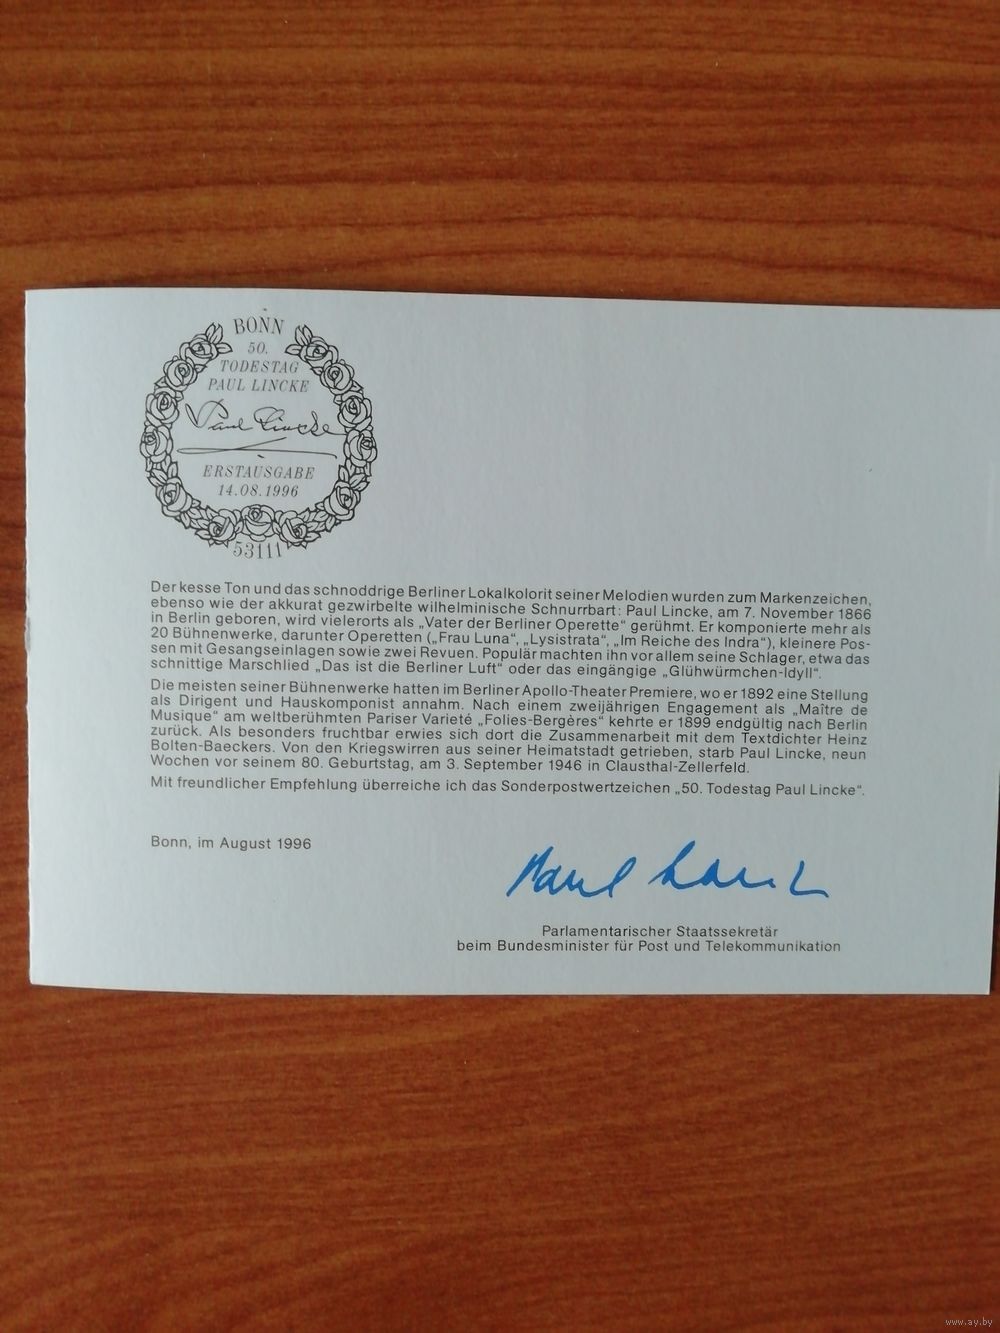 BONN
50.
TODESTAG
PAUL LINCKE
Paul Lincke
ERSTAUSGABE
14.08.1996
53111
Der kesse Ton und das schnoddrige Berliner Lokalkolorit seiner Melodien wurden zum Markenzeichen,
ebenso wie der akkurat gezwirbelte wilhelminische Schnurrbart: Paul Lincke, am 7. November 1866
in Berlin geboren, wird vielerorts als „Vater der Berliner Operette“ gerühmt. Er komponierte mehr als
20 Bühnenwerke, darunter Operetten („Frau Luna“, „Lysistrata“, „Im Reiche des Indra“), kleinere Pos-
sen mit Gesangseinlagen sowie zwei Revuen. Populär machten ihn vor allem seine Schlager, etwa das
schnittige Marschlied „Das ist die Berliner Luft“ oder das eingängige „Glühwürmchen-Idyll“.
Die meisten seiner Bühnenwerke hatten im Berliner Apollo-Theater Premiere, wo er 1892 eine Stellung
als Dirigent und Hauskomponist annahm. Nach einem zweijährigen Engagement als „Maître de
Musique“ am weltberühmten Pariser Varieté „Folies-Bergères“ kehrte er 1899 endgültig nach Berlin
zurück. Als besonders fruchtbar erwies sich dort die Zusammenarbeit mit dem Textdichter Heinz
Bolten-Baeckers. Von den Kriegswirren aus seiner Heimatstadt getrieben, starb Paul Lincke, neun
Wochen vor seinem 80. Geburtstag, am 3. September 1946 in Clausthal-Zellerfeld.
Mit freundlicher Empfehlung überreiche ich das Sonderpostwertzeichen „50. Todestag Paul Lincke“.
Bonn, im August 1996
Parlamentarischer Staatssekretär
beim Bundesminister für Post und Telekommunikation
www.ay.by